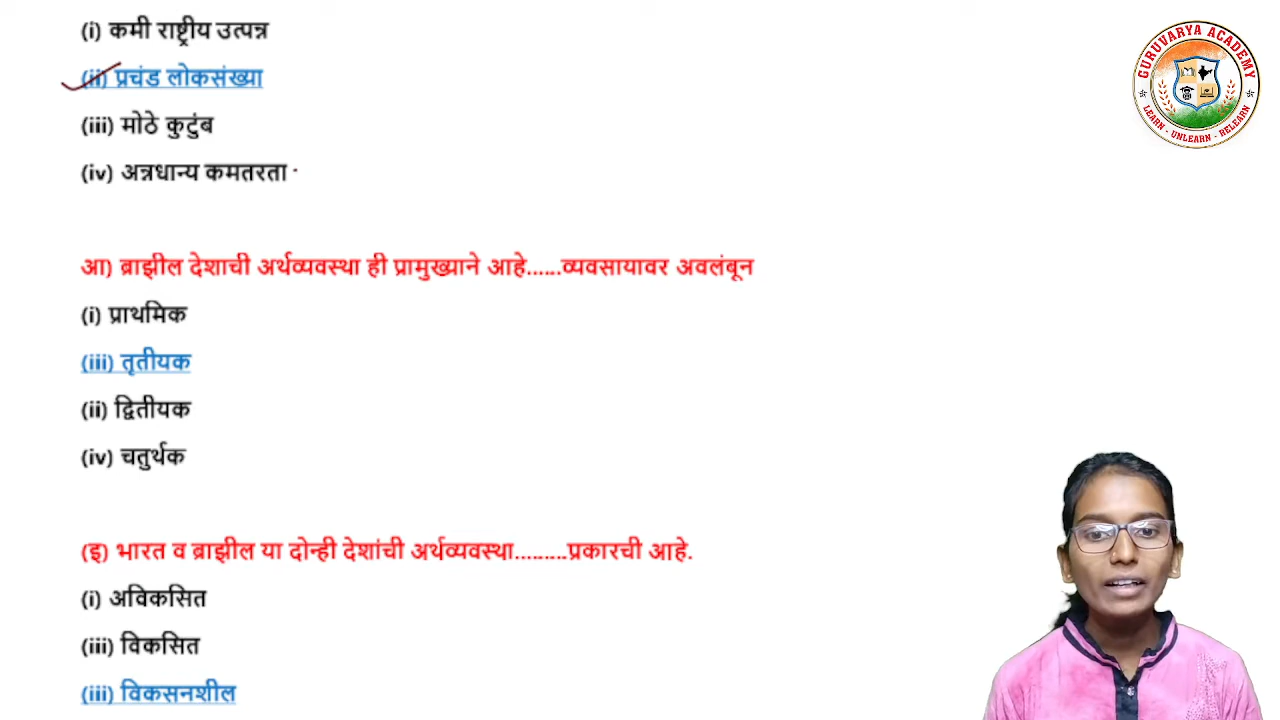 (i) कमी राष्ट्रीय उत्पन्न
(ii) प्रचंड लोकसंख्या
(iii) मोठे कुटुंब
(iv) अन्नधान्य कमतरता
आ) ब्राझील देशाची अर्थव्यवस्था ही प्रामुख्याने आहे......व्यवसायावर अवलंबून
(i) प्राथमिक
(iii) तृतीयक
(ii) द्वितीयक
(iv) चतुर्थक
(इ) भारत व ब्राझील या दोन्ही देशांची अर्थव्यवस्था.........प्रकारची आहे.
(i) अविकसित
(iii) विकसित
(iii) विकसनशील
GURUVARYA ACADEMY
LEARN - UNLEARN - RELEARN